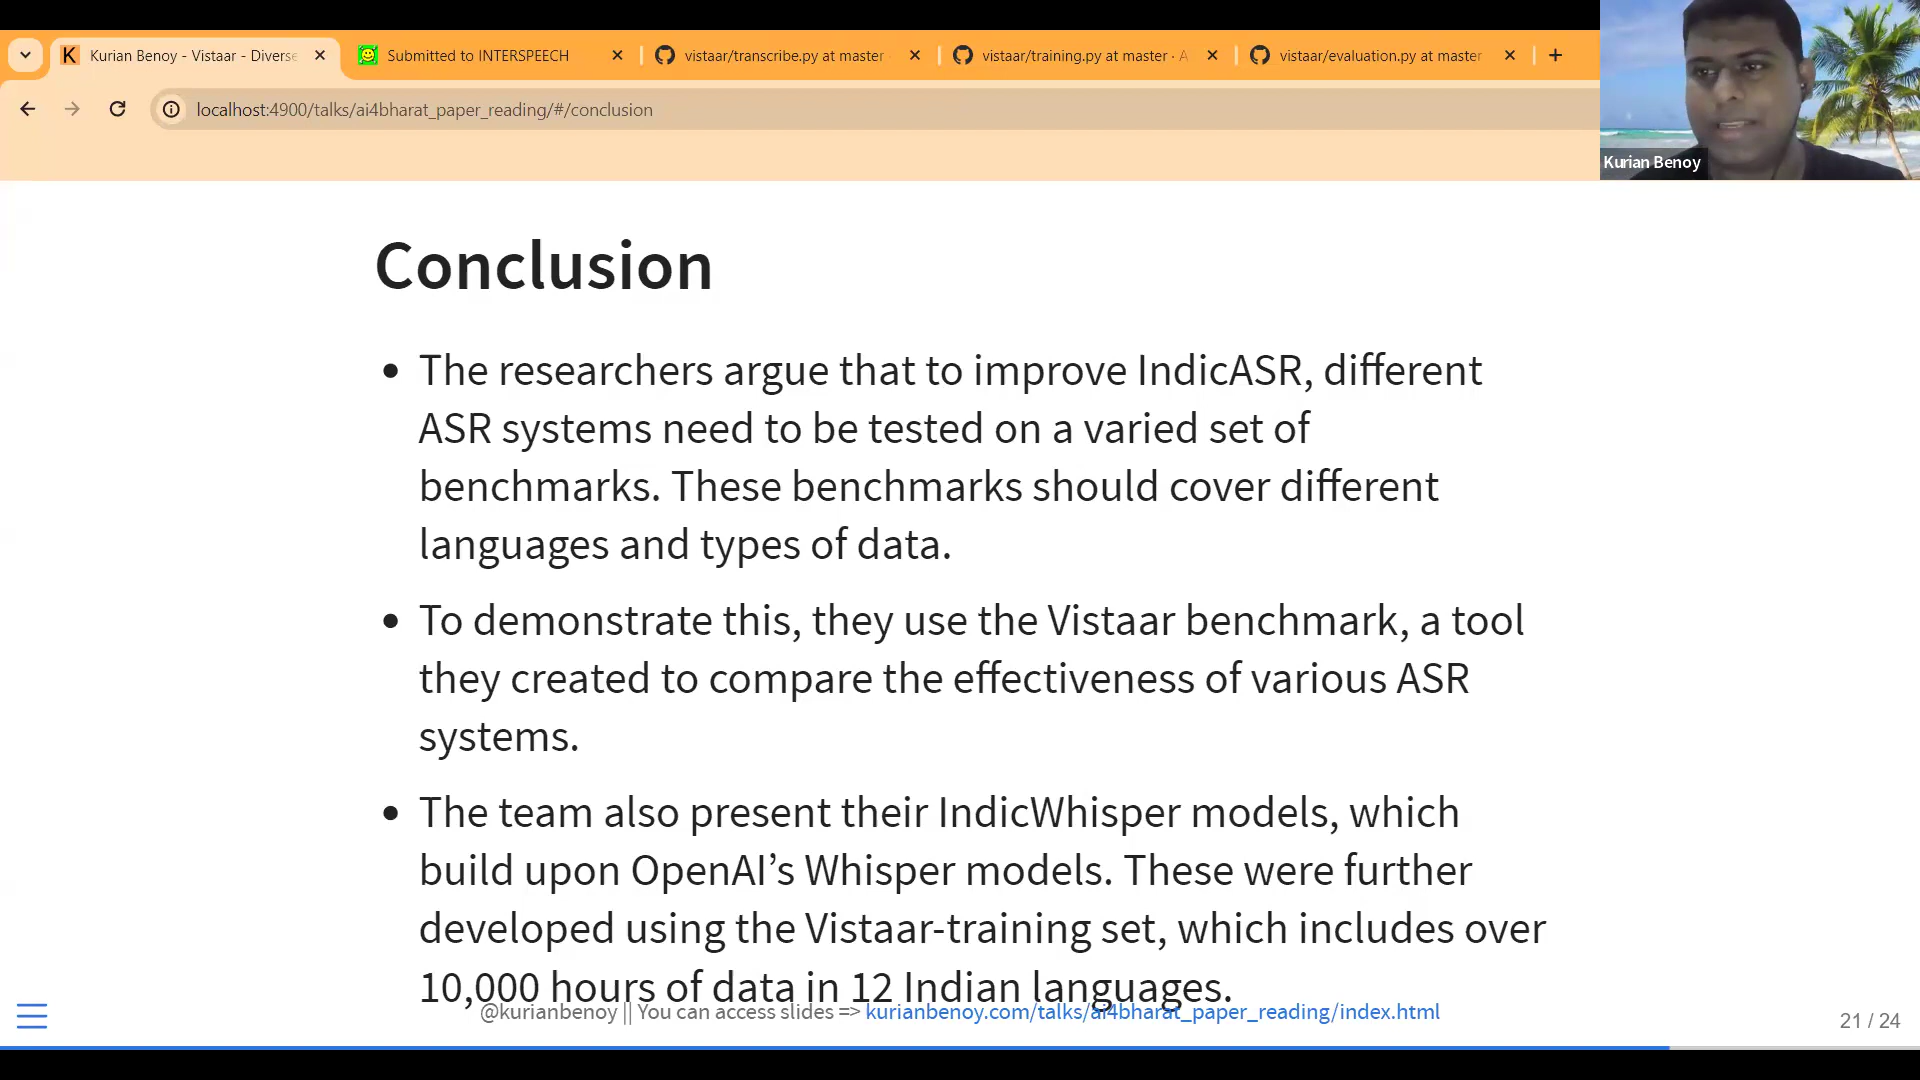 Kurian Benoy - Vistaar - Diverse
Submitted to INTERSPEECH
vistaar/transcribe.py at master
vistaar/training.py at master · A
vistaar/evaluation.py at master
localhost:4900/talks/ai4bharat_paper_reading/#/conclusion
Kurian Benoy
Conclusion
• The researchers argue that to improve IndicASR, different
ASR systems need to be tested on a varied set of
benchmarks. These benchmarks should cover different
languages and types of data.
• To demonstrate this, they use the Vistaar benchmark, a tool
they created to compare the effectiveness of various ASR
systems.
• The team also present their IndicWhisper models, which
build upon OpenAI’s Whisper models. These were further
developed using the Vistaar-training set, which includes over
10,000 hours of data in 12 Indian languages.
@kurianbenoy || You can access slides => kurianbenoy.com/talks/ai4bharat_paper_reading/index.html
21 / 24